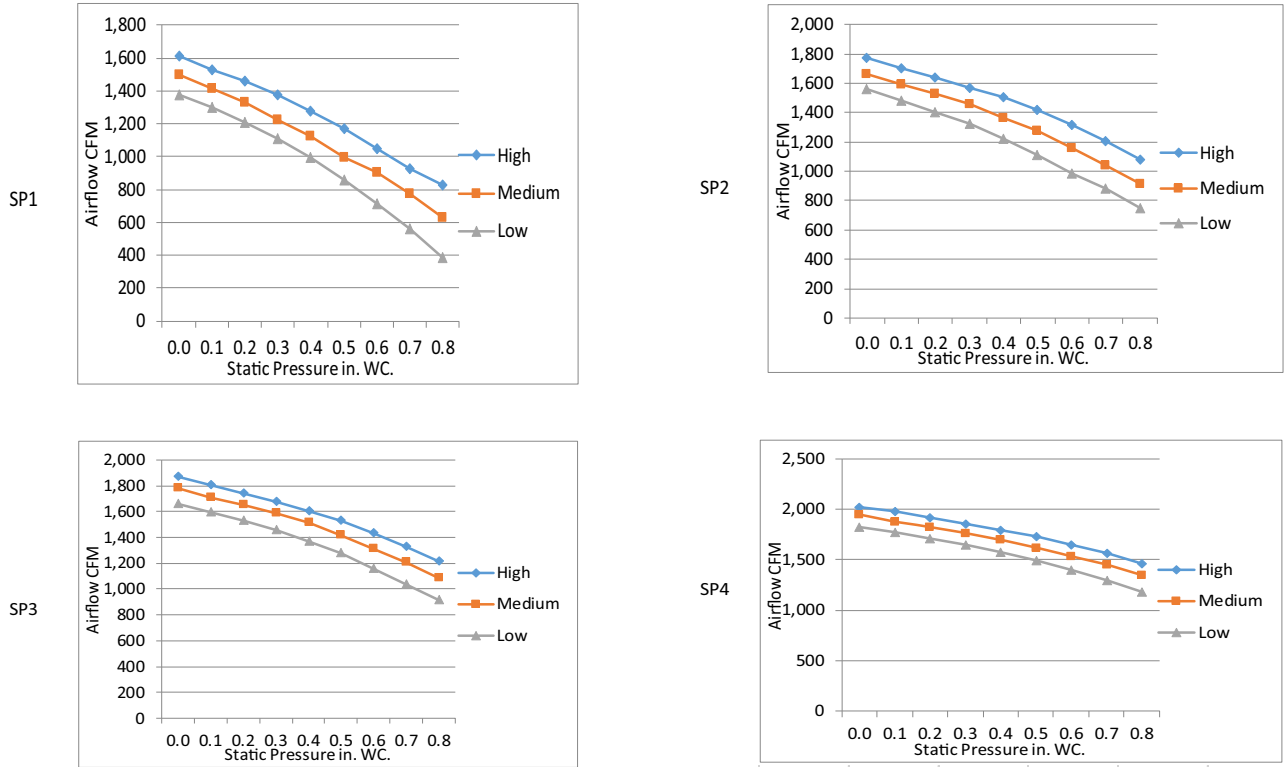 SP1
Airflow CFM
1,800
1,600
1,400
1,200
1,000
800
600
400
200
0
0.0 0.1 0.2 0.3 0.4 0.5 0.6 0.7 0.8
Static Pressure in. WC.
High
Medium
Low
SP2
Airflow CFM
2,000
1,800
1,600
1,400
1,200
1,000
800
600
400
200
0
0.0 0.1 0.2 0.3 0.4 0.5 0.6 0.7 0.8
Static Pressure in. WC.
High
Medium
Low
SP3
Airflow CFM
2,000
1,800
1,600
1,400
1,200
1,000
800
600
400
200
0
0.0 0.1 0.2 0.3 0.4 0.5 0.6 0.7 0.8
Static Pressure in. WC.
High
Medium
Low
SP4
Airflow CFM
2,500
2,000
1,500
1,000
500
0
0.0 0.1 0.2 0.3 0.4 0.5 0.6 0.7 0.8
Static Pressure in. WC.
High
Medium
Low